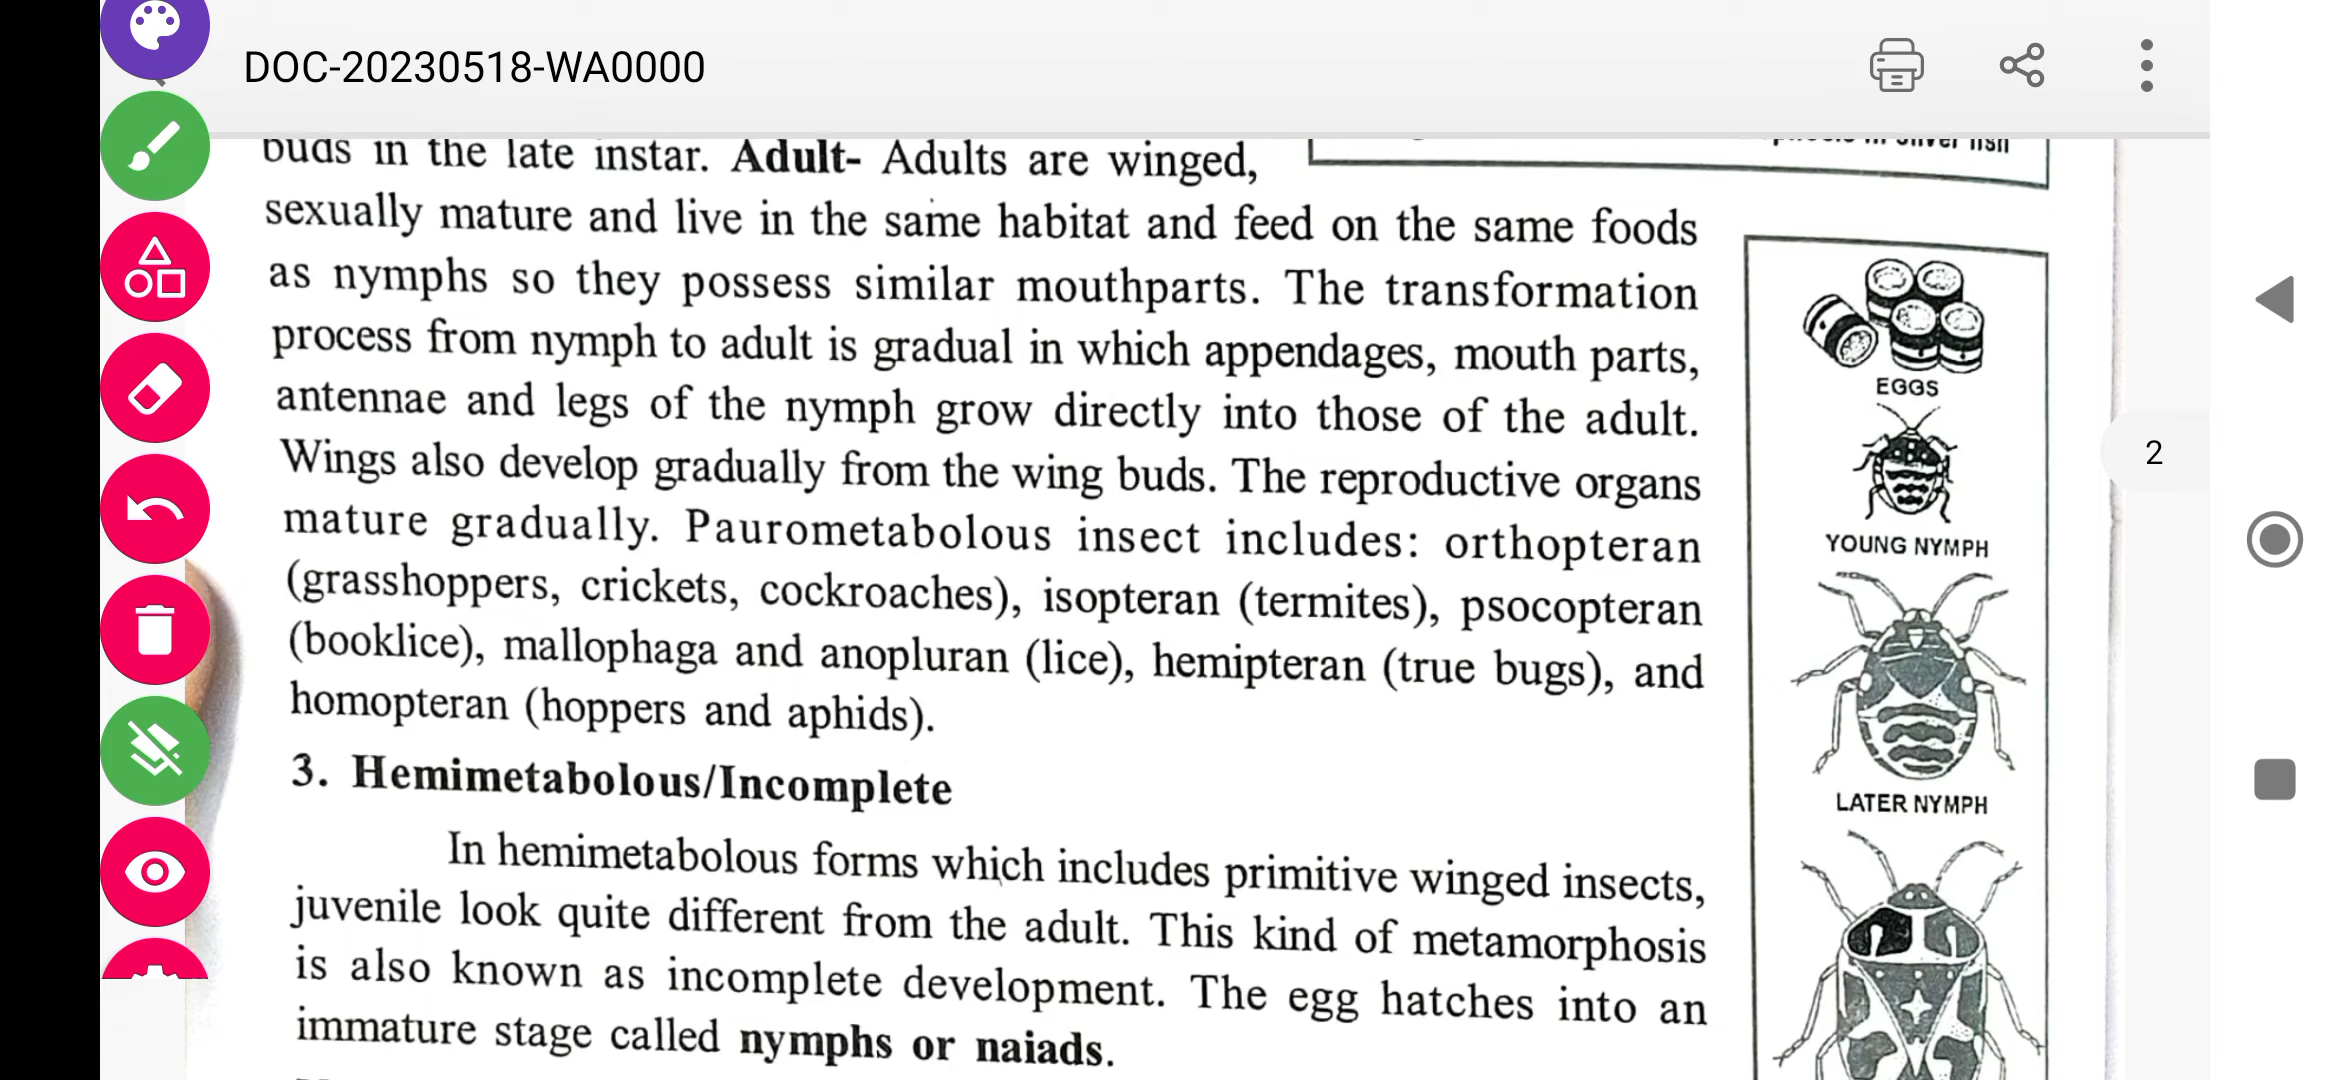 DOC-20230518-WA0000
buds in the late instar. Adult- Adults are winged,
sexually mature and live in the same habitat and feed on the same foods
as nymphs so they possess similar mouthparts. The transformation
process from nymph to adult is gradual in which appendages, mouth parts,
antennae and legs of the nymph grow directly into those of the adult.
Wings also develop gradually from the wing buds. The reproductive organs
mature gradually. Paurometabolous insect includes: orthopteran
(grasshoppers, crickets, cockroaches), isopteran (termites), psocopteran
(booklice), mallophaga and anopluran (lice), hemipteran (true bugs), and
homopteran (hoppers and aphids).
3. Hemimetabolous/Incomplete
In hemimetabolous forms which includes primitive winged insects,
juvenile look quite different from the adult. This kind of metamorphosis
is also known as incomplete development. The egg hatches into an
immature stage called nymphs or naiads.
in silver fish
EGGS
YOUNG NYMPH
LATER NYMPH
2